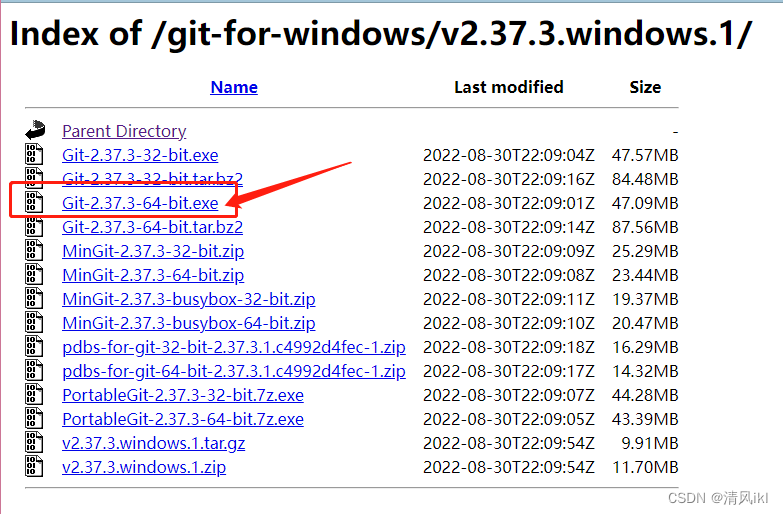 Index of /git-for-windows/v2.37.3.windows.1/
Name Last modified Size
Parent Directory -
Git-2.37.3-32-bit.exe 2022-08-30T22:09:04Z 47.57MB
Git-2.37.3-32-bit.tar.bz2 2022-08-30T22:09:16Z 84.48MB
Git-2.37.3-64-bit.exe 2022-08-30T22:09:01Z 47.09MB
Git-2.37.3-64-bit.tar.bz2 2022-08-30T22:09:14Z 87.56MB
MinGit-2.37.3-32-bit.zip 2022-08-30T22:09:09Z 25.29MB
MinGit-2.37.3-64-bit.zip 2022-08-30T22:09:08Z 23.44MB
MinGit-2.37.3-busybox-32-bit.zip 2022-08-30T22:09:11Z 19.37MB
MinGit-2.37.3-busybox-64-bit.zip 2022-08-30T22:09:10Z 20.47MB
pdbs-for-git-32-bit-2.37.3.1.c4992d4fec-1.zip 2022-08-30T22:09:18Z 16.29MB
pdbs-for-git-64-bit-2.37.3.1.c4992d4fec-1.zip 2022-08-30T22:09:17Z 14.32MB
PortableGit-2.37.3-32-bit.7z.exe 2022-08-30T22:09:07Z 44.28MB
PortableGit-2.37.3-64-bit.7z.exe 2022-08-30T22:09:05Z 43.39MB
v2.37.3.windows.1.tar.gz 2022-08-30T22:09:54Z 9.91MB
v2.37.3.windows.1.zip 2022-08-30T22:09:54Z 11.70MB
CSDN @清风ikl